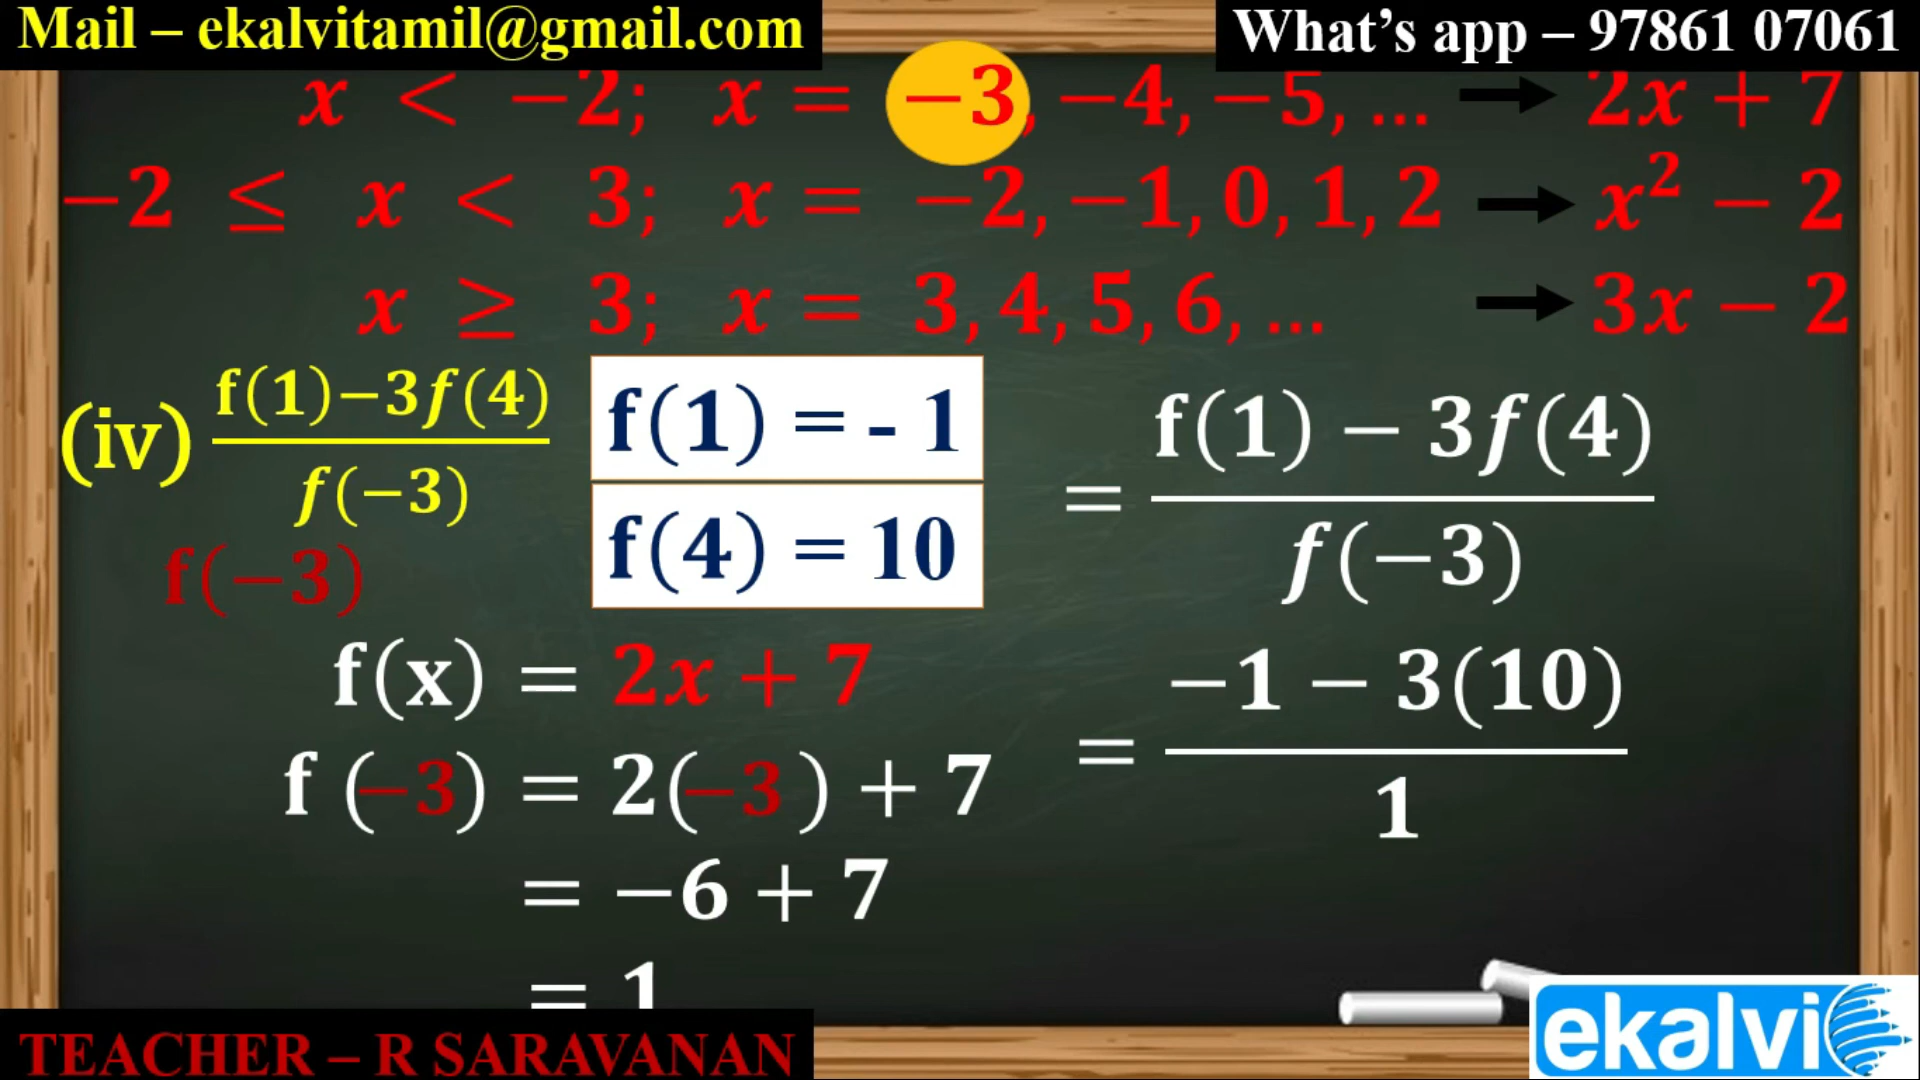 Mail – ekalvitamil@gmail.com
What's app – 97861 07061
x < −2; x = −3, −4, −5, ... → 2x + 7
−2 ≤ x < 3; x = −2, −1, 0, 1, 2 → x² − 2
x ≥ 3; x = 3, 4, 5, 6, ... → 3x − 2
(iv) f(1)−3f(4)
f(−3)
f(−3)
f(1) = - 1
f(4) = 10
f(x) = 2x + 7
f (−3) = 2(−3) + 7
= −6 + 7
= 1
= f(1) − 3f(4)
f(−3)
= −1 − 3(10)
1
TEACHER – R SARAVANAN
ekalvi